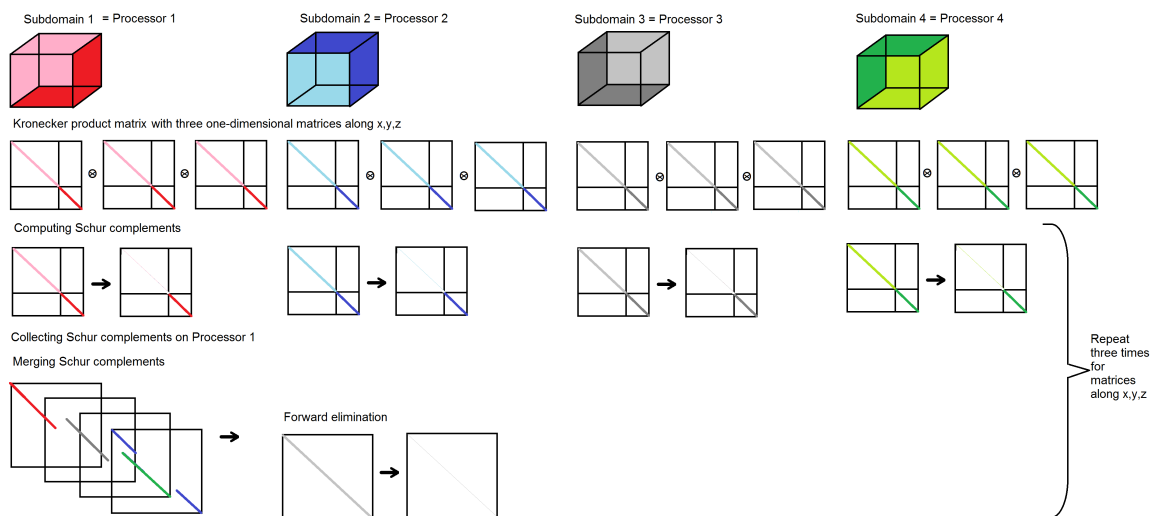 Subdomain 1 = Processor 1
Subdomain 2 = Processor 2
Subdomain 3 = Processor 3
Subdomain 4 = Processor 4
Kronecker product matrix with three one-dimensional matrices along x,y,z
⊗ ⊗ ⊗ ⊗ ⊗ ⊗ ⊗ ⊗
Computing Schur complements
Collecting Schur complements on Processor 1
Merging Schur complements
Forward elimination
Repeat
three times
for
matrices
along x,y,z